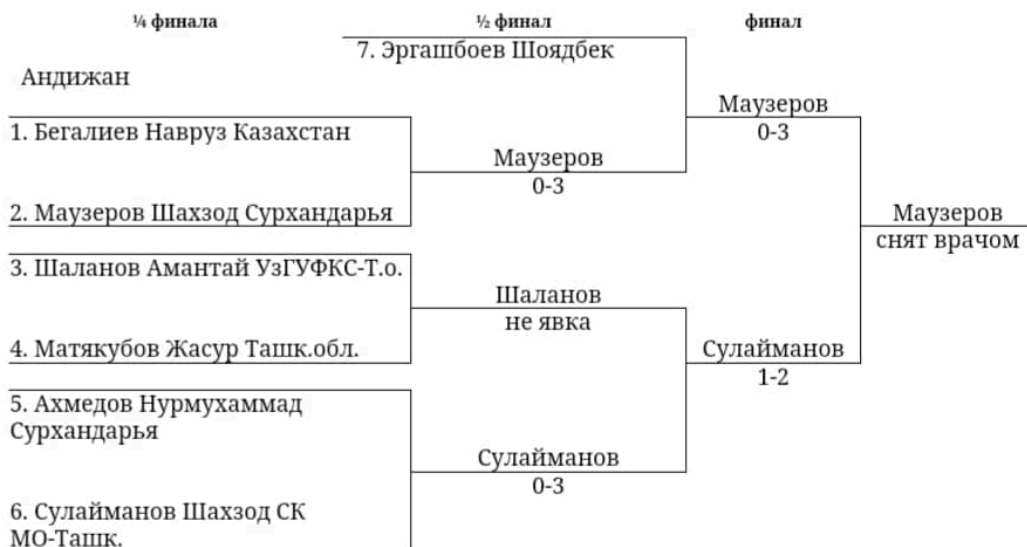 ¼ финала
½ финал
финал
7. Эргашбоев Шоядбек
Андижан
Маузеров
0-3
1. Бегалиев Навруз Казахстан
Маузеров
0-3
2. Маузеров Шахзод Сурхандарья
Маузеров
снят врачом
3. Шаланов Амантай УзГУФКС-Т.о.
Шаланов
не явка
4. Матякубов Жасур Ташк.обл.
Сулайманов
1-2
5. Ахмедов Нурмухаммад
Сурхандарья
Сулайманов
0-3
6. Сулайманов Шахзод СК
МО-Ташк.